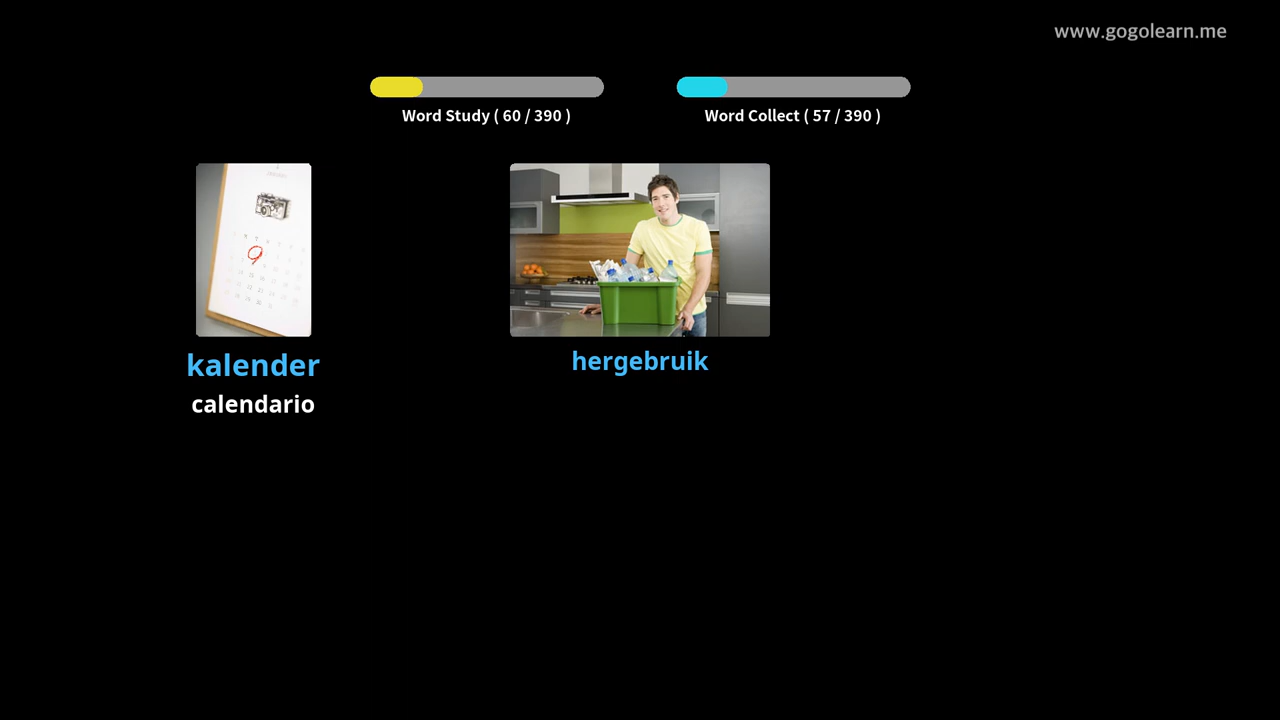 www.gogolearn.me
Word Study ( 60 / 390 )
Word Collect ( 57 / 390 )
kalender
calendario
hergebruik